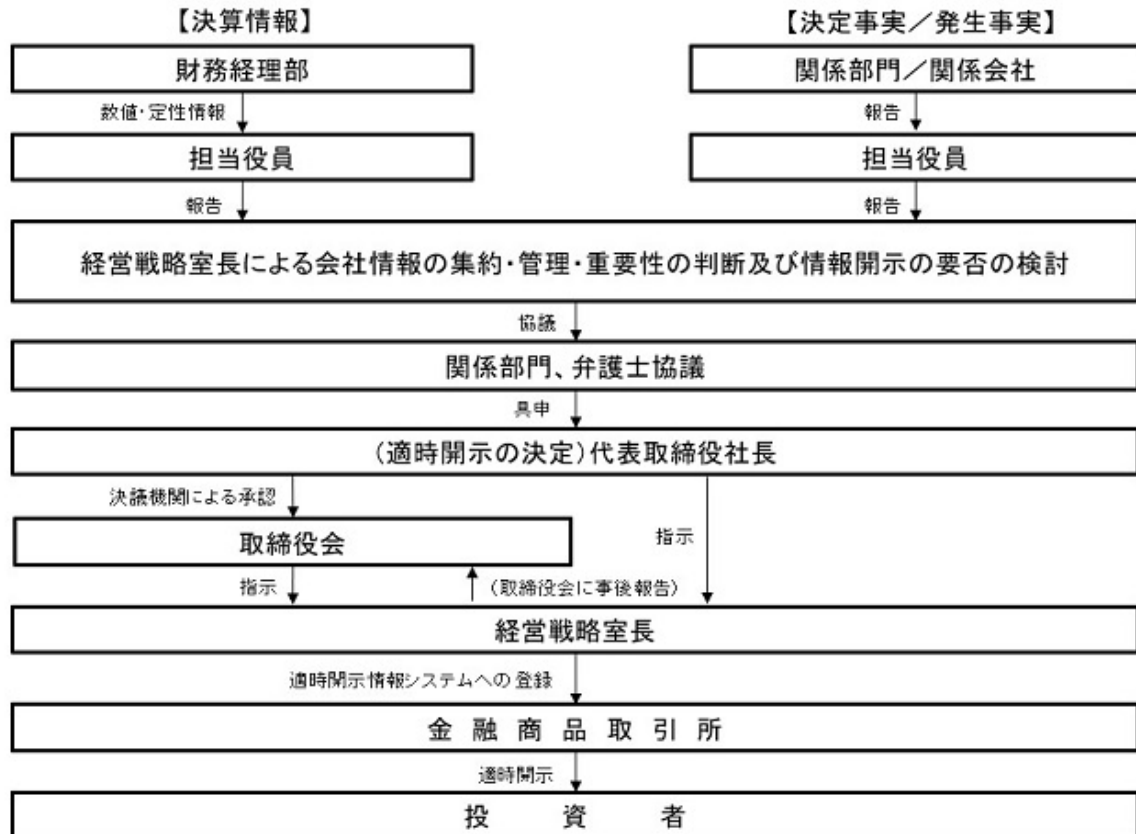 【決算情報】
【決定事実／発生事実】
財務経理部
関係部門／関係会社
数値・定性情報
報告
担当役員
担当役員
報告
報告
経営戦略室長による会社情報の集約・管理・重要性の判断及び情報開示の要否の検討
協議
関係部門、弁護士協議
具申
(適時開示の決定)代表取締役社長
決議機関による承認
指示
取締役会
指示
(取締役会に事後報告)
経営戦略室長
適時開示情報システムへの登録
金融商品取引所
適時開示
投資者